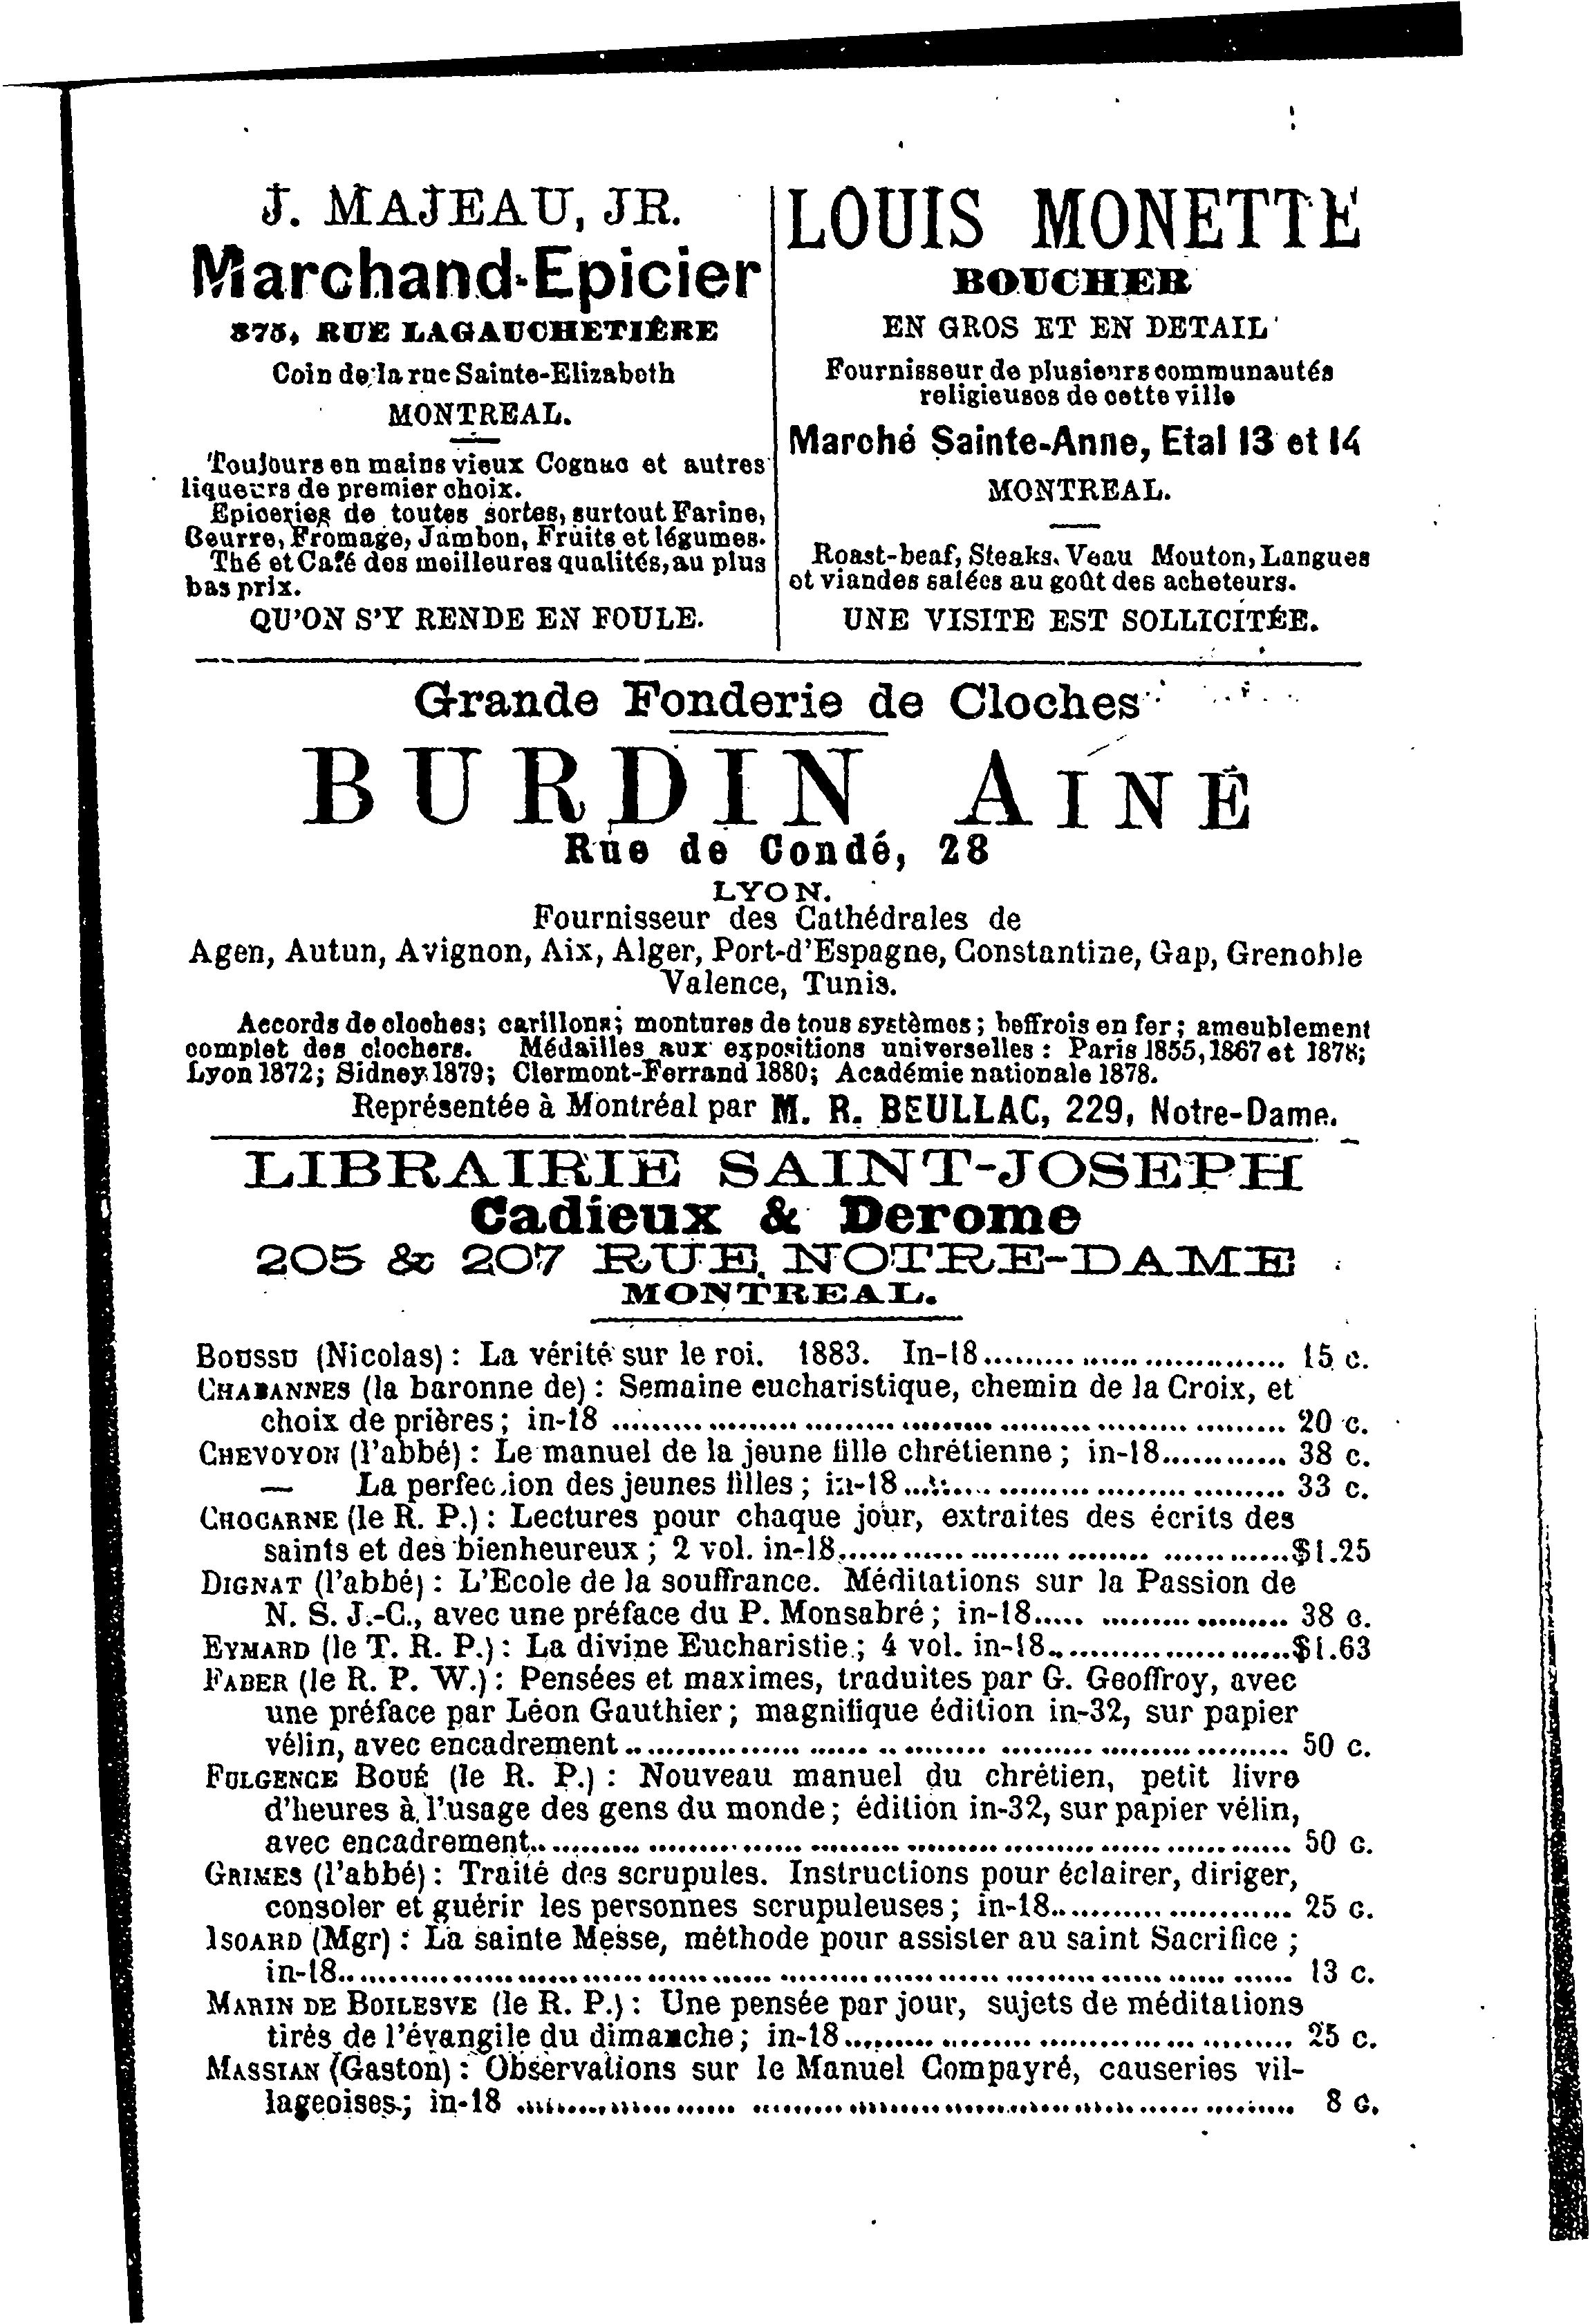 J. MAJEAU, JR.
Marchand-Epicier
375, RUE LAGAUCHETIÈRE
Coin de la rue Sainte-Elizabeth
MONTREAL.
Toujours en mains vieux Cognac et autres
liqueurs de premier choix.
Epiceries de toutes sortes, surtout Farine,
Beurre, Fromage, Jambon, Fruits et légumes.
Thé et Café des meilleures qualités, au plus
bas prix.
QU'ON S'Y RENDE EN FOULE.
LOUIS MONETTE
BOUCHER
EN GROS ET EN DETAIL
Fournisseur de plusieurs communautés
religieuses de cette ville
Marché Sainte-Anne, Etal 13 et 14
MONTREAL.
Roast-beaf, Steaks, Veau Mouton, Langues
et viandes salées au goût des acheteurs.
UNE VISITE EST SOLLICITÉE.
Grande Fonderie de Cloches
BURDIN AINÉ
Rue de Condé, 28
LYON.
Fournisseur des Cathédrales de
Agen, Autun, Avignon, Aix, Alger, Port-d'Espagne, Constantine, Gap, Grenoble
Valence, Tunis.
Accords de cloches; carillons; montures de tous systèmes; beffrois en fer; ameublement
complet des clochers. Médailles aux expositions universelles: Paris 1855, 1867 et 1878;
Lyon 1872; Sidney 1879; Clermont-Ferrand 1880; Académie nationale 1878.
Représentée à Montréal par M. R. BEULLAC, 229, Notre-Dame.
LIBRAIRIE SAINT-JOSEPH
Cadieux & Derome
205 & 207 RUE NOTRE-DAME
MONTREAL.
BOUSSU (Nicolas) : La vérité sur le roi. 1883. In-18.............................. 15 c.
CHABANNES (la baronne de) : Semaine eucharistique, chemin de la Croix, et
choix de prières; in-18 .............................. 20 c.
CHEVOYON (l'abbé) : Le manuel de la jeune fille chrétienne; in-18............. 38 c.
— La perfection des jeunes filles; in-18.............................. 33 c.
CHOCARNE (le R. P.) : Lectures pour chaque jour, extraites des écrits des
saints et des bienheureux; 2 vol. in-18..............................$1.25
DIGNAT (l'abbé) : L'Ecole de la souffrance. Méditations sur la Passion de
N. S. J.-C., avec une préface du P. Monsabré; in-18..................... 38 c.
EYMARD (le T. R. P.) : La divine Eucharistie; 4 vol. in-18.....................$1.63
FABER (le R. P. W.) : Pensées et maximes, traduites par G. Geoffroy, avec
une préface par Léon Gauthier; magnifique édition in-32, sur papier
vélin, avec encadrement.............................. 50 c.
FULGENCE BOUÉ (le R. P.) : Nouveau manuel du chrétien, petit livre
d'heures à l'usage des gens du monde; édition in-32, sur papier vélin,
avec encadrement.............................. 50 c.
GRIMES (l'abbé) : Traité des scrupules. Instructions pour éclairer, diriger,
consoler et guérir les personnes scrupuleuses; in-18..................... 25 c.
ISOARD (Mgr) : La sainte Messe, méthode pour assister au saint Sacrifice;
in-18.............................. 13 c.
MARIN DE BOILESVE (le R. P.) : Une pensée par jour, sujets de méditations
tirés de l'évangile du dimanche; in-18.............................. 25 c.
MASSIAN (Gaston) : Observations sur le Manuel Compayré, causeries vil-
lageoises; in-18 .............................. 8 c.